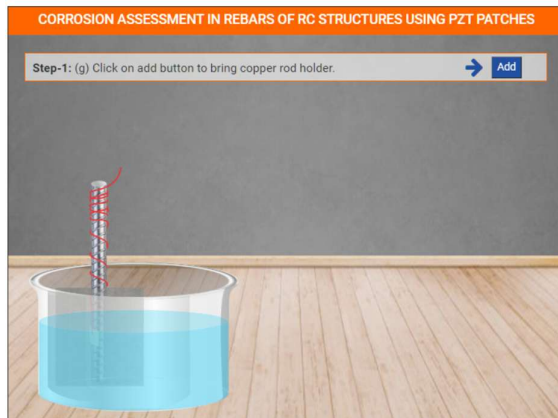 CORROSION ASSESSMENT IN REBARS OF RC STRUCTURES USING PZT PATCHES
Step-1: (g) Click on add button to bring copper rod holder. Add